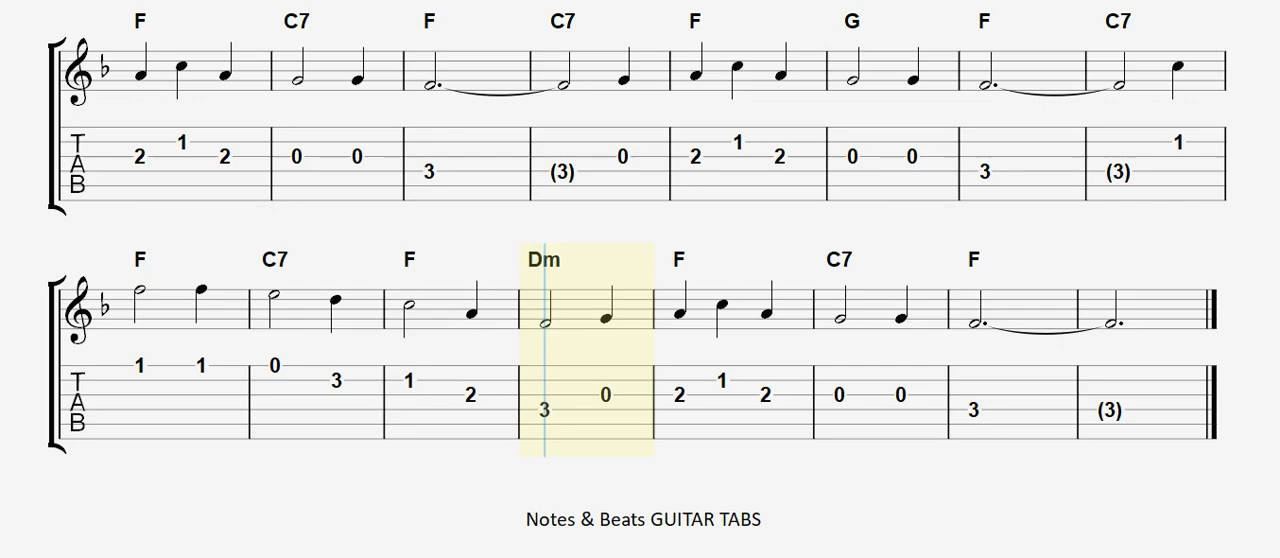 F C7 F C7 F G F C7
T 1 1 1
A 2 2 0 0 0 2 2 0 0
B 3 (3) 3 (3)
F C7 F Dm F C7 F
1 1 0
T 3 1 1
A 2 0 2 2 0 0
B 3 3 (3)
Notes & Beats GUITAR TABS